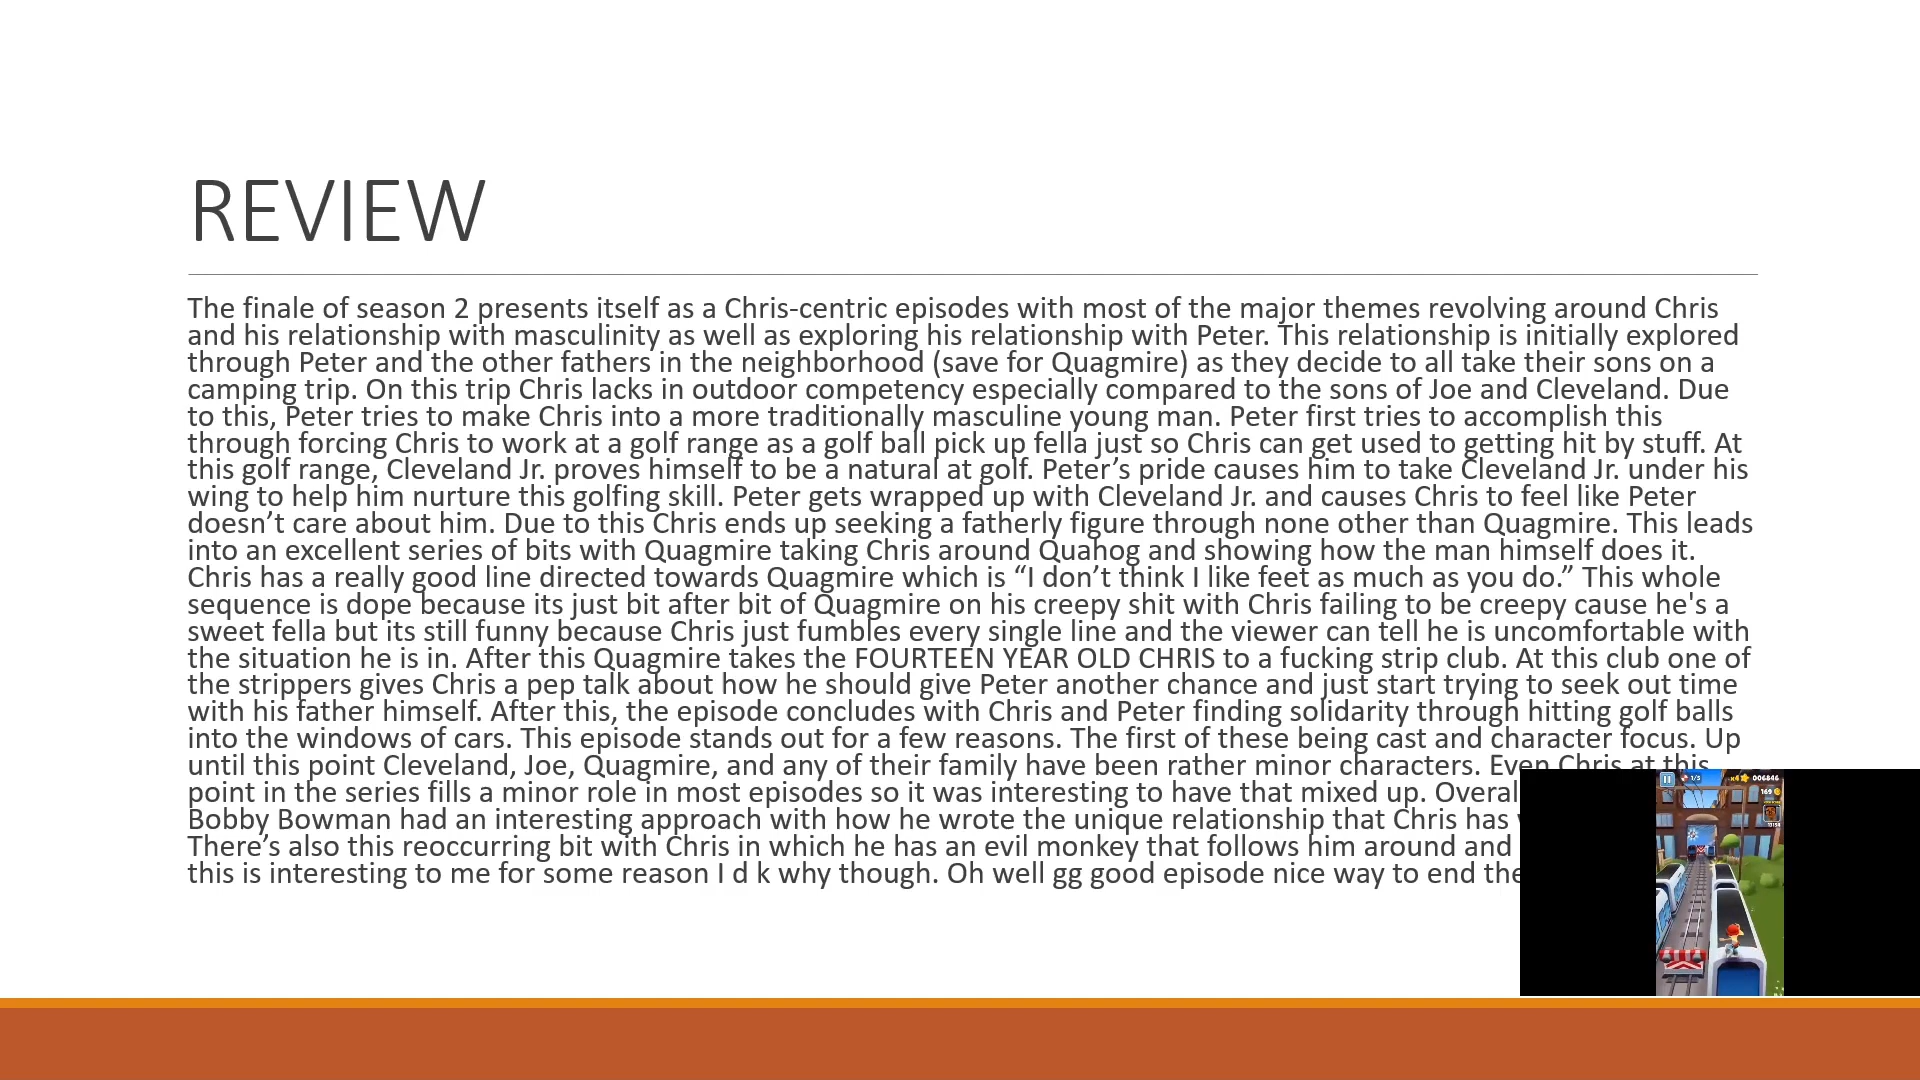 REVIEW
The finale of season 2 presents itself as a Chris-centric episodes with most of the major themes revolving around Chris
and his relationship with masculinity as well as exploring his relationship with Peter. This relationship is initially explored
through Peter and the other fathers in the neighborhood (save for Quagmire) as they decide to all take their sons on a
camping trip. On this trip Chris lacks in outdoor competency especially compared to the sons of Joe and Cleveland. Due
to this, Peter tries to make Chris into a more traditionally masculine young man. Peter first tries to accomplish this
through forcing Chris to work at a golf range as a golf ball pick up fella just so Chris can get used to getting hit by stuff. At
this golf range, Cleveland Jr. proves himself to be a natural at golf. Peter’s pride causes him to take Cleveland Jr. under his
wing to help him nurture this golfing skill. Peter gets wrapped up with Cleveland Jr. and causes Chris to feel like Peter
doesn’t care about him. Due to this Chris ends up seeking a fatherly figure through none other than Quagmire. This leads
into an excellent series of bits with Quagmire taking Chris around Quahog and showing how the man himself does it.
Chris has a really good line directed towards Quagmire which is “I don’t think I like feet as much as you do.” This whole
sequence is dope because its just bit after bit of Quagmire on his creepy shit with Chris failing to be creepy cause he's a
sweet fella but its still funny because Chris just fumbles every single line and the viewer can tell he is uncomfortable with
the situation he is in. After this Quagmire takes the FOURTEEN YEAR OLD CHRIS to a fucking strip club. At this club one of
the strippers gives Chris a pep talk about how he should give Peter another chance and just start trying to seek out time
with his father himself. After this, the episode concludes with Chris and Peter finding solidarity through hitting golf balls
into the windows of cars. This episode stands out for a few reasons. The first of these being cast and character focus. Up
until this point Cleveland, Joe, Quagmire, and any of their family have been rather minor characters. Even Chris at this
point in the series fills a minor role in most episodes so it was interesting to have that mixed up. Overal
Bobby Bowman had an interesting approach with how he wrote the unique relationship that Chris has
There’s also this reoccurring bit with Chris in which he has an evil monkey that follows him around and
this is interesting to me for some reason I d k why though. Oh well gg good episode nice way to end the
1/5
x4 006846
169